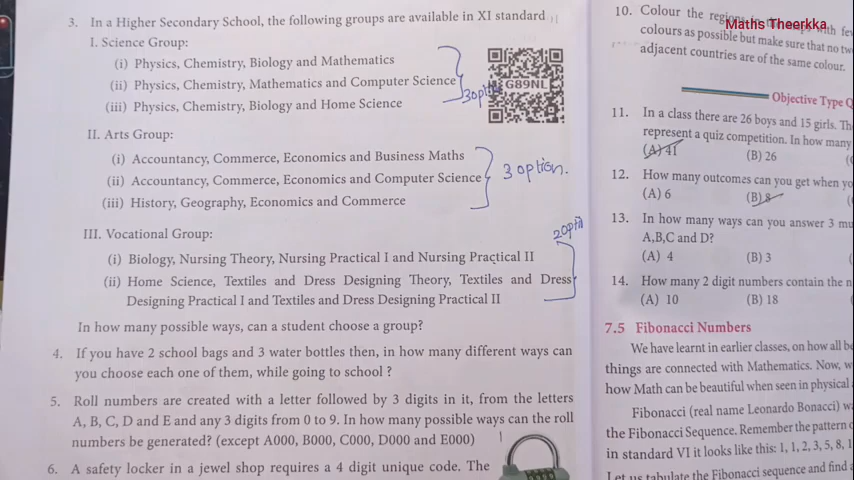 3. In a Higher Secondary School, the following groups are available in XI standard
I. Science Group:
(i) Physics, Chemistry, Biology and Mathematics
(ii) Physics, Chemistry, Mathematics and Computer Science
(iii) Physics, Chemistry, Biology and Home Science
G89NL
II. Arts Group:
(i) Accountancy, Commerce, Economics and Business Maths
(ii) Accountancy, Commerce, Economics and Computer Science
(iii) History, Geography, Economics and Commerce
3 option.
III. Vocational Group:
(i) Biology, Nursing Theory, Nursing Practical I and Nursing Practical II
(ii) Home Science, Textiles and Dress Designing Theory, Textiles and Dress
Designing Practical I and Textiles and Dress Designing Practical II
In how many possible ways, can a student choose a group?
4. If you have 2 school bags and 3 water bottles then, in how many different ways can
you choose each one of them, while going to school ?
5. Roll numbers are created with a letter followed by 3 digits in it, from the letters
A, B, C, D and E and any 3 digits from 0 to 9. In how many possible ways can the roll
numbers be generated? (except A000, B000, C000, D000 and E000)
6. A safety locker in a jewel shop requires a 4 digit unique code. The
Maths Theerkka
10. Colour the with
colours as possible but make sure that no
adjacent countries are of the same colour.
Objective Type
11. In a class there are 26 boys and 15 girls.
represent a quiz competition. In how many
(A) 41 (B) 26
12. How many outcomes can you get when
(A) 6 (B) 8
13. In how many ways can you answer 3
A,B,C and D?
(A) 4 (B) 3
14. How many 2 digit numbers contain the
(A) 10 (B) 18
7.5 Fibonacci Numbers
We have learnt in earlier classes, on how all
things are connected with Mathematics. Now,
how Math can be beautiful when seen in physical
Fibonacci (real name Leonardo Bonacci)
the Fibonacci Sequence. Remember the pattern
in standard VI it looks like this: 1, 1, 2, 3, 5, 8,
Let us tabulate the Fibonacci sequence and find